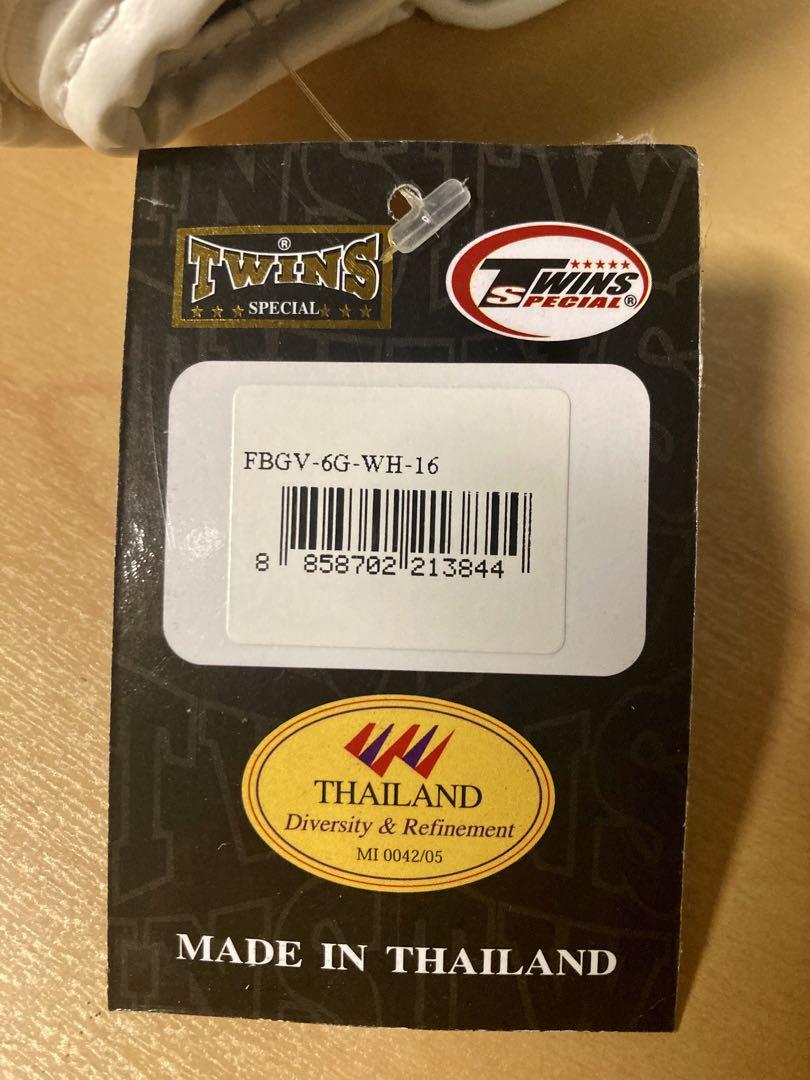 TWINS®
SPECIAL
TWINS
SPECIAL®
FBGV-6G-WH-16
8 858702 213844
THAILAND
Diversity & Refinement
MI 0042/05
MADE IN THAILAND